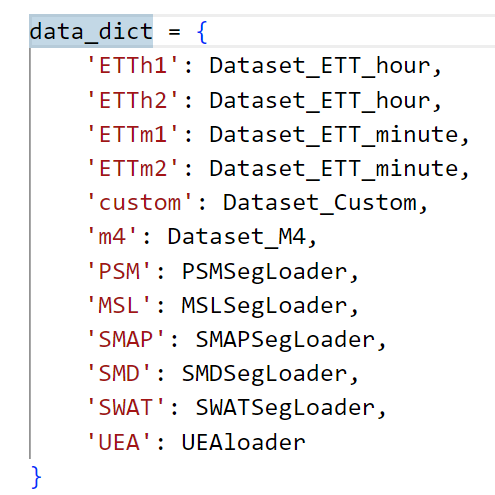 data_dict = {
    'ETTh1': Dataset_ETT_hour,
    'ETTh2': Dataset_ETT_hour,
    'ETTm1': Dataset_ETT_minute,
    'ETTm2': Dataset_ETT_minute,
    'custom': Dataset_Custom,
    'm4': Dataset_M4,
    'PSM': PSMSegLoader,
    'MSL': MSLSegLoader,
    'SMAP': SMAPSegLoader,
    'SMD': SMDSegLoader,
    'SWAT': SWATSegLoader,
    'UEA': UEAloader
}